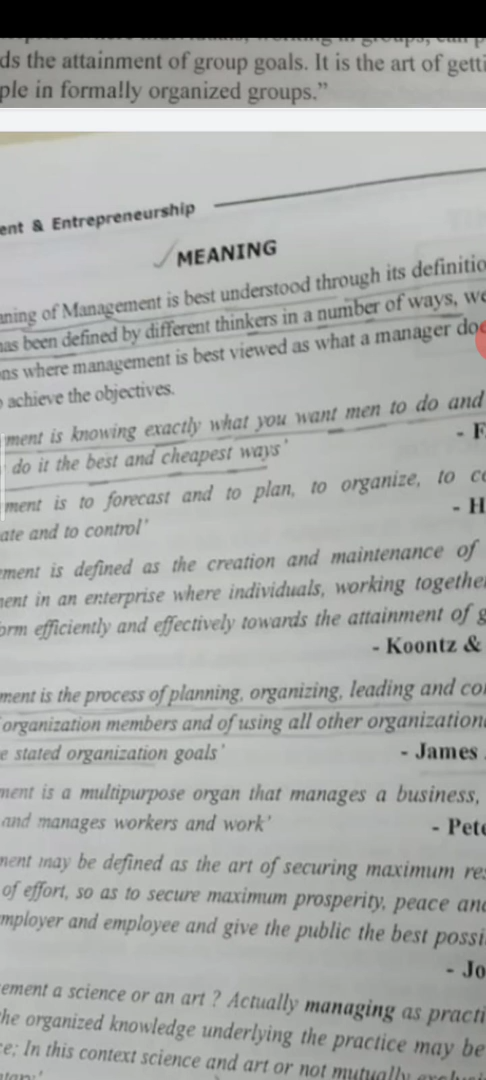 ds the attainment of group goals. It is the art of getti
ple in formally organized groups.”
ent & Entrepreneurship
MEANING
aning of Management is best understood through its definitio
has been defined by different thinkers in a number of ways, we
ns where management is best viewed as what a manager doe
o achieve the objectives.
ment is knowing exactly what you want men to do and
do it the best and cheapest ways’
- F
ment is to forecast and to plan, to organize, to co
ate and to control’
- H
ement is defined as the creation and maintenance of
ment in an enterprise where individuals, working together
orm efficiently and effectively towards the attainment of g
- Koontz &
ment is the process of planning, organizing, leading and con
organization members and of using all other organization
e stated organization goals’ - James
ment is a multipurpose organ that manages a business,
and manages workers and work’ - Pete
ment may be defined as the art of securing maximum res
of effort, so as to secure maximum prosperity, peace and
mployer and employee and give the public the best possi
- Jo
ement a science or an art ? Actually managing as practi
he organized knowledge underlying the practice may be
ce; In this context science and art or not mutually